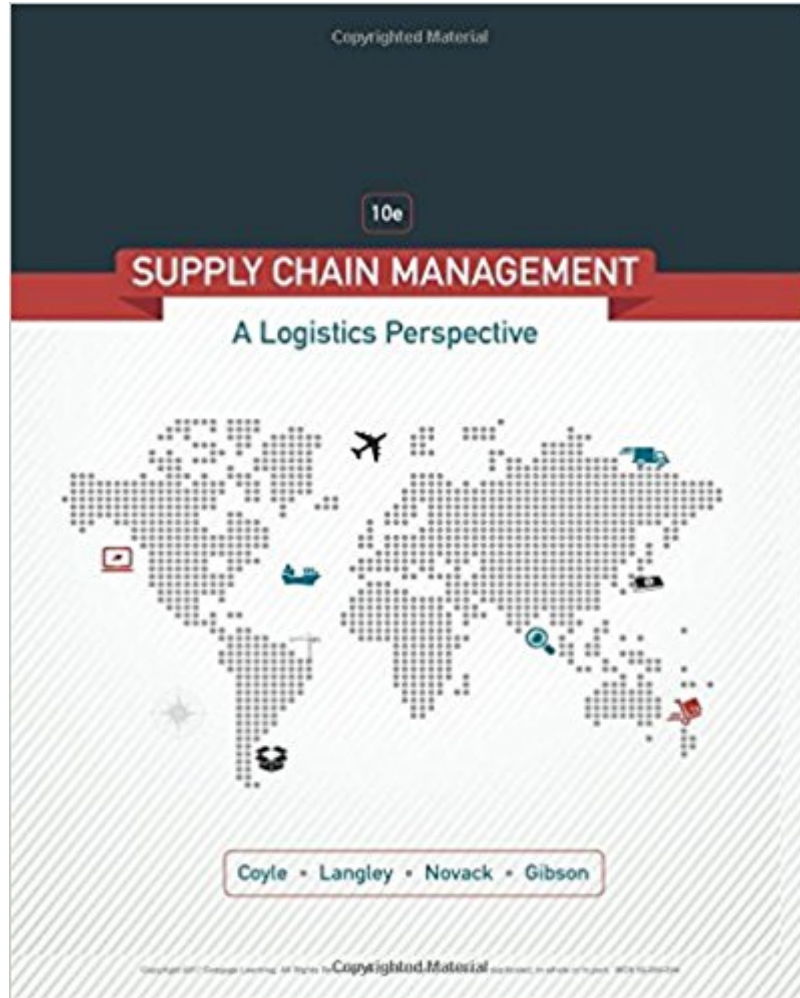 Copyrighted Material
10e
SUPPLY CHAIN MANAGEMENT
A Logistics Perspective
Coyle • Langley • Novack • Gibson
Copyrighted Material